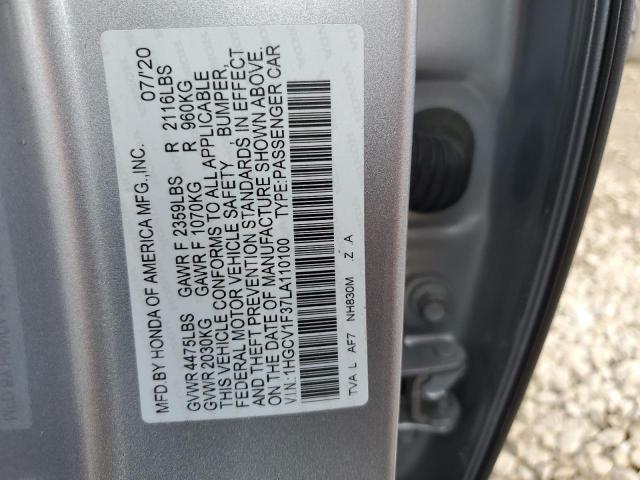 MFD BY HONDA OF AMERICA MFG.,INC. 07/'20
GVWR 4475LBS GAWR F 2359LBS R 2116LBS
GVWR 2030KG GAWR F 1070KG R 960KG
THIS VEHICLE CONFORMS TO ALL APPLICABLE
FEDERAL MOTOR VEHICLE SAFETY , BUMPER,
AND THEFT PREVENTION STANDARDS IN EFFECT
ON THE DATE OF MANUFACTURE SHOWN ABOVE.
V.I.N.:1HGCV1F37LA110100 TYPE:PASSENGER CAR
TVA L AF7 NH830M .Z .A